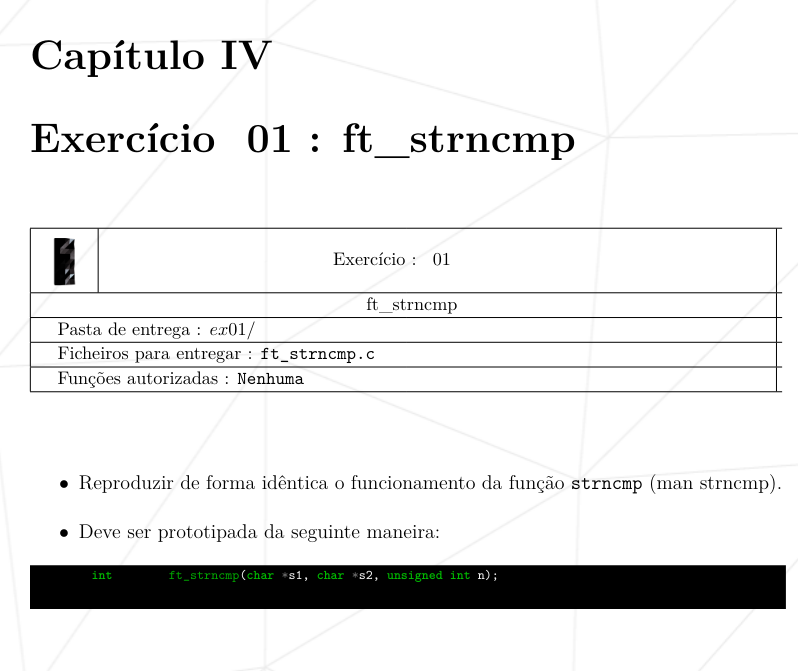 Capítulo IV
Exercício 01 : ft_strncmp
Exercício : 01
ft_strncmp
Pasta de entrega : ex01/
Ficheiros para entregar : ft_strncmp.c
Funções autorizadas : Nenhuma
• Reproduzir de forma idêntica o funcionamento da função strncmp (man strncmp).
• Deve ser prototipada da seguinte maneira:
int ft_strncmp(char *s1, char *s2, unsigned int n);